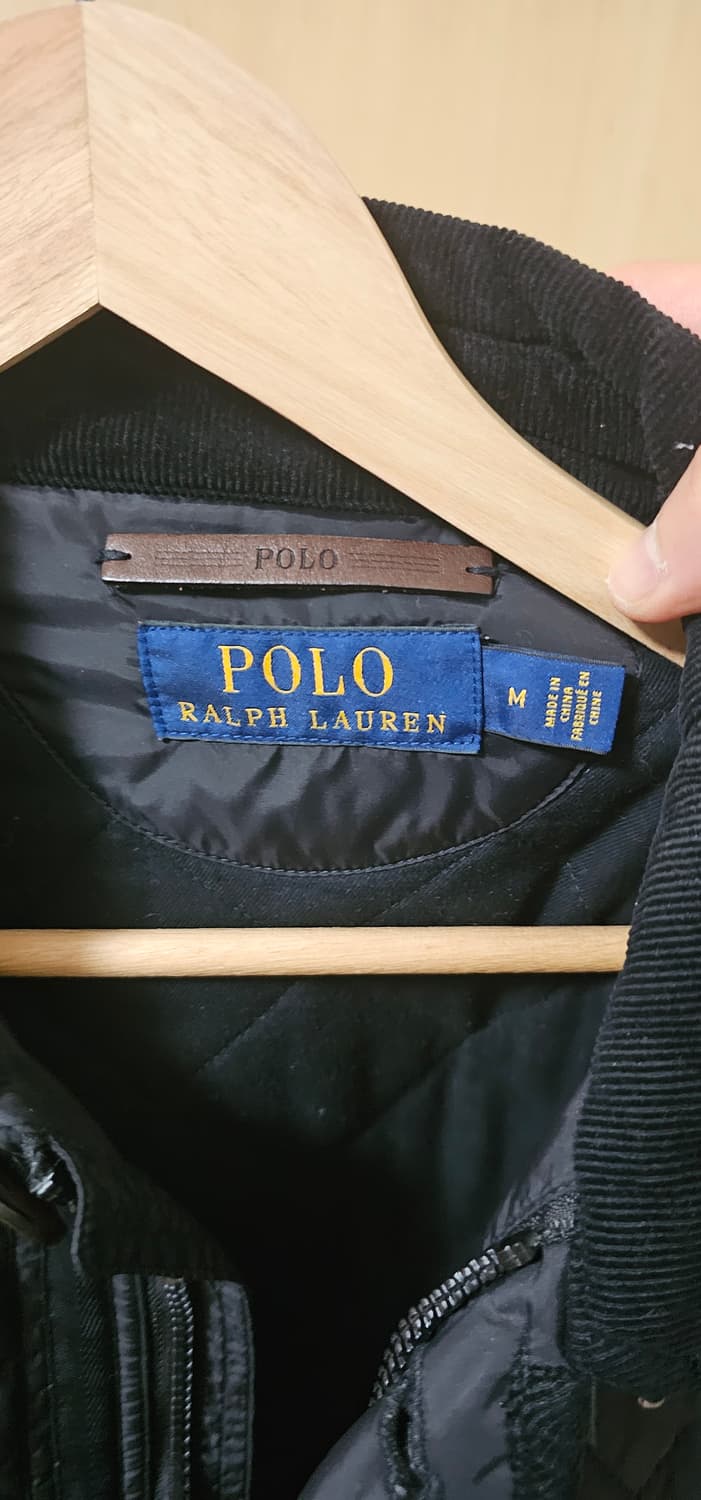 POLO
POLO
RALPH LAUREN
M
MADE IN
CHINA
FABRIQUÉ EN
CHINE